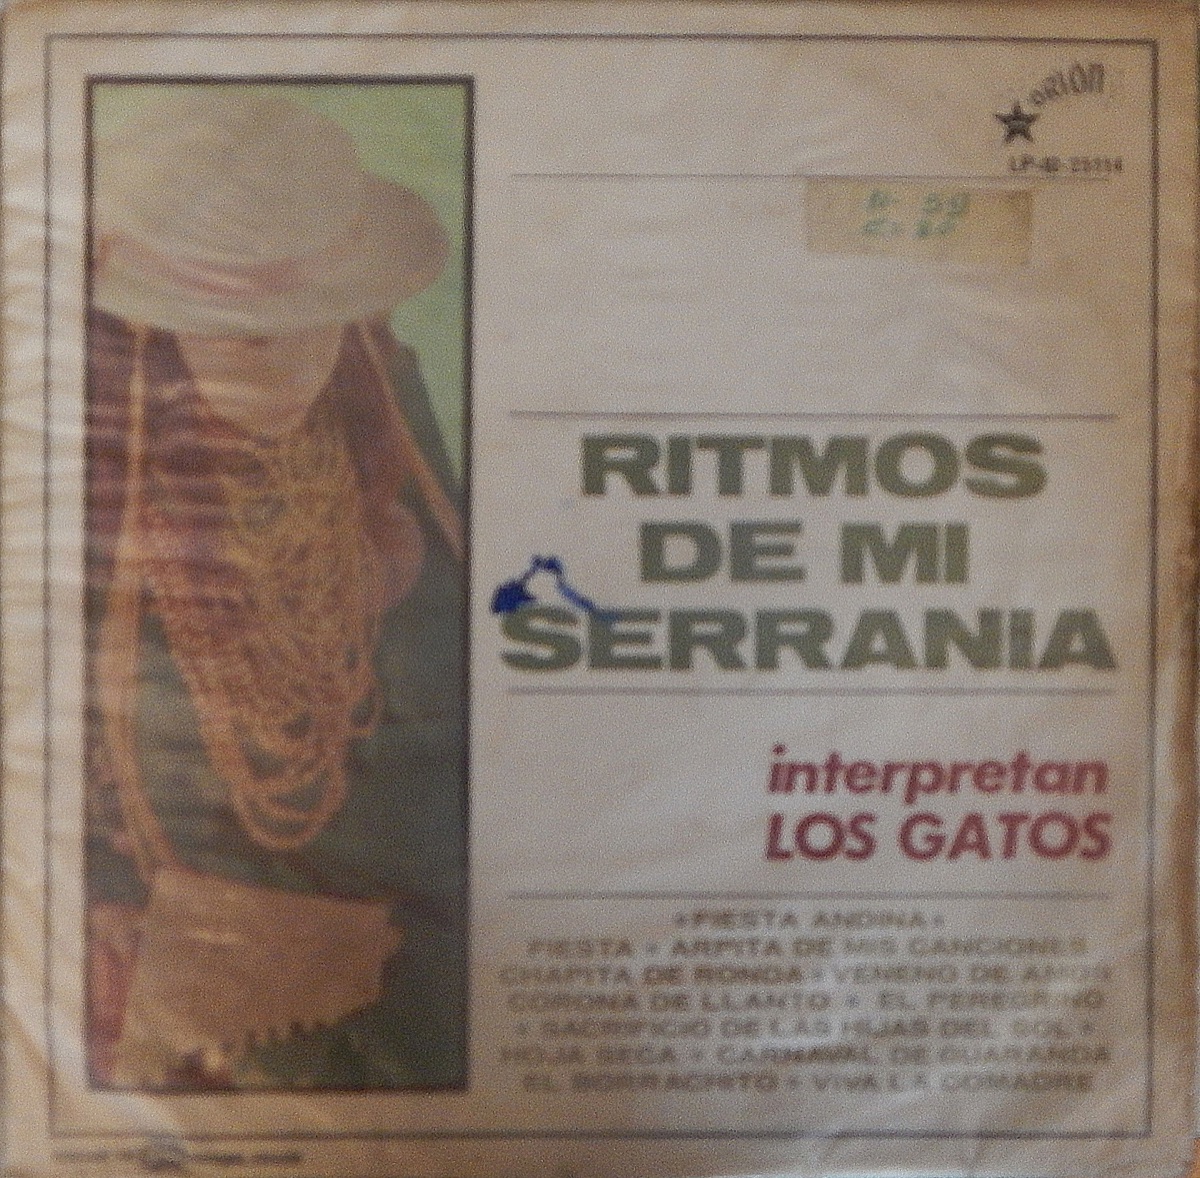 ORION
RITMOS
DE MI
SERRANIA
interpretan
LOS GATOS
*FIESTA ANDINA*
FIESTA * ARPITA DE MIS CANCIONES
CHAPITA DE RONDA * VENENO DE AMOR
CORONA DE LLANTO * EL PEREGRINO
* SACRIFICIO DE LAS HIJAS DEL SOL *
HOJA SECA * CARNAVAL DE GUARANDA
EL BORRACHITO * VIVA LA COMADRE